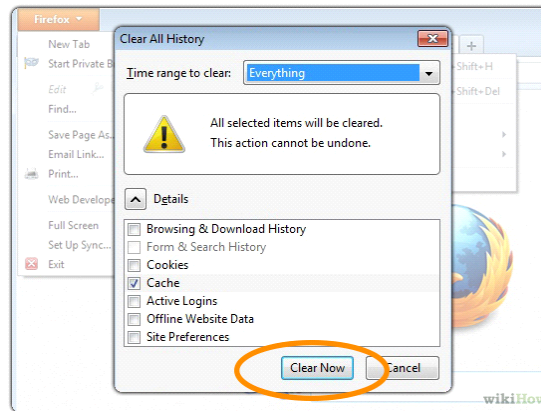 Firefox
New Tab
Start Private B
Edit
Find...
Save Page As..
Email Link...
Print...
Web Develope
Full Screen
Set Up Sync...
Exit
+Shift+H
+Shift+Del
Clear All History
Time range to clear: Everything
All selected items will be cleared.
This action cannot be undone.
Details
Browsing & Download History
Form & Search History
Cookies
Cache
Active Logins
Offline Website Data
Site Preferences
Clear Now Cancel
wikiHow